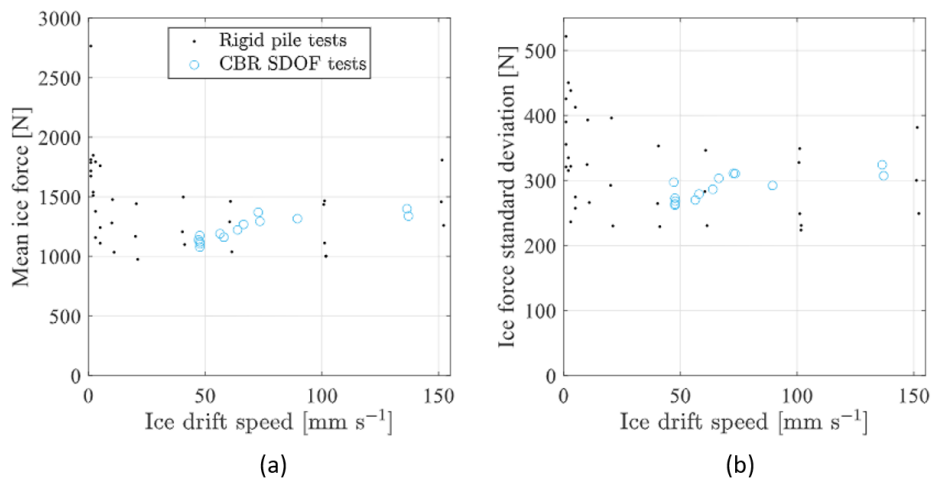 3000
2500
2000
1500
1000
500
0
Mean ice force [N]
Rigid pile tests
CBR SDOF tests
0 50 100 150
Ice drift speed [mm s⁻¹]
(a)
500
400
300
200
100
0
Ice force standard deviation [N]
0 50 100 150
Ice drift speed [mm s⁻¹]
(b)